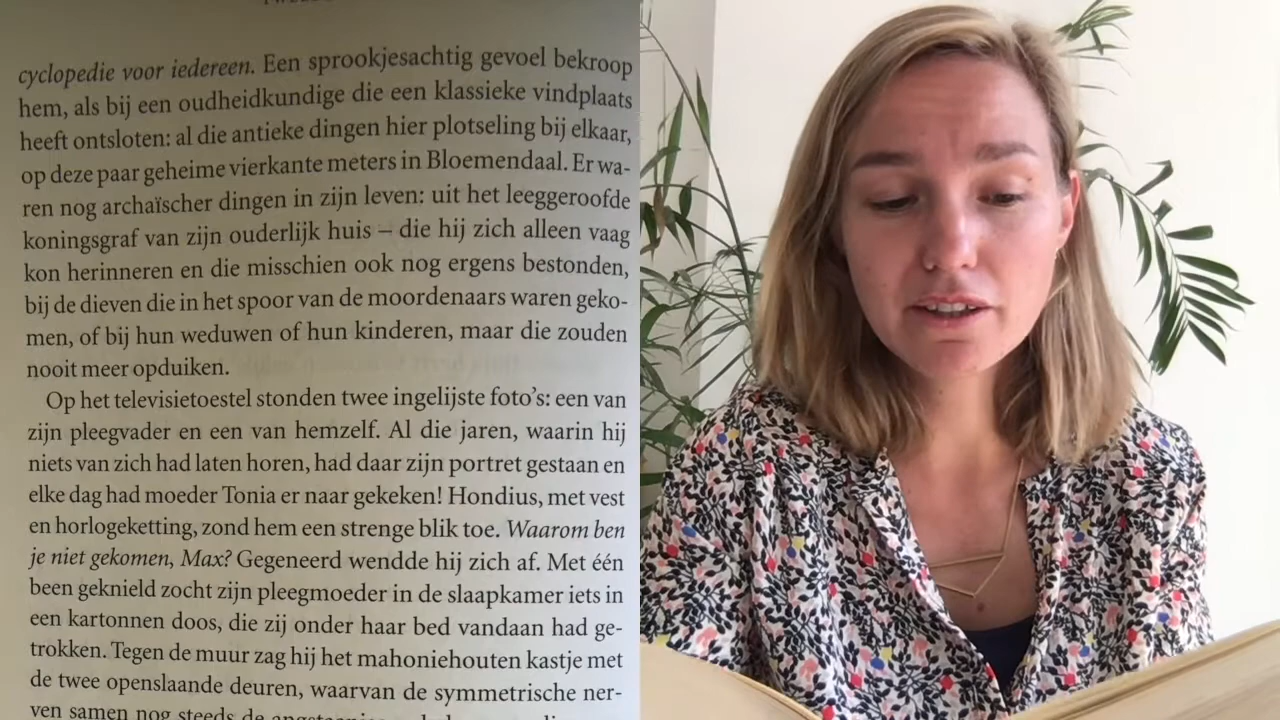 cyclopedie voor iedereen. Een sprookjesachtig gevoel bekroop
hem, als bij een oudheidkundige die een klassieke vindplaats
heeft ontsloten: al die antieke dingen hier plotseling bij elkaar,
op deze paar geheime vierkante meters in Bloemendaal. Er wa-
ren nog archaïscher dingen in zijn leven: uit het leeggeroofde
koningsgraf van zijn ouderlijk huis – die hij zich alleen vaag
kon herinneren en die misschien ook nog ergens bestonden,
bij de dieven die in het spoor van de moordenaars waren geko-
men, of bij hun weduwen of hun kinderen, maar die zouden
nooit meer opduiken.
Op het televisietoestel stonden twee ingelijste foto's: een van
zijn pleegvader en een van hemzelf. Al die jaren, waarin hij
niets van zich had laten horen, had daar zijn portret gestaan en
elke dag had moeder Tonia er naar gekeken! Hondius, met vest
en horlogeketting, zond hem een strenge blik toe. Waarom ben
je niet gekomen, Max? Gegeneerd wendde hij zich af. Met één
been geknield zocht zijn pleegmoeder in de slaapkamer iets in
een kartonnen doos, die zij onder haar bed vandaan had ge-
trokken. Tegen de muur zag hij het mahoniehouten kastje met
de twee openslaande deuren, waarvan de symmetrische ner-
ven samen nog steeds de